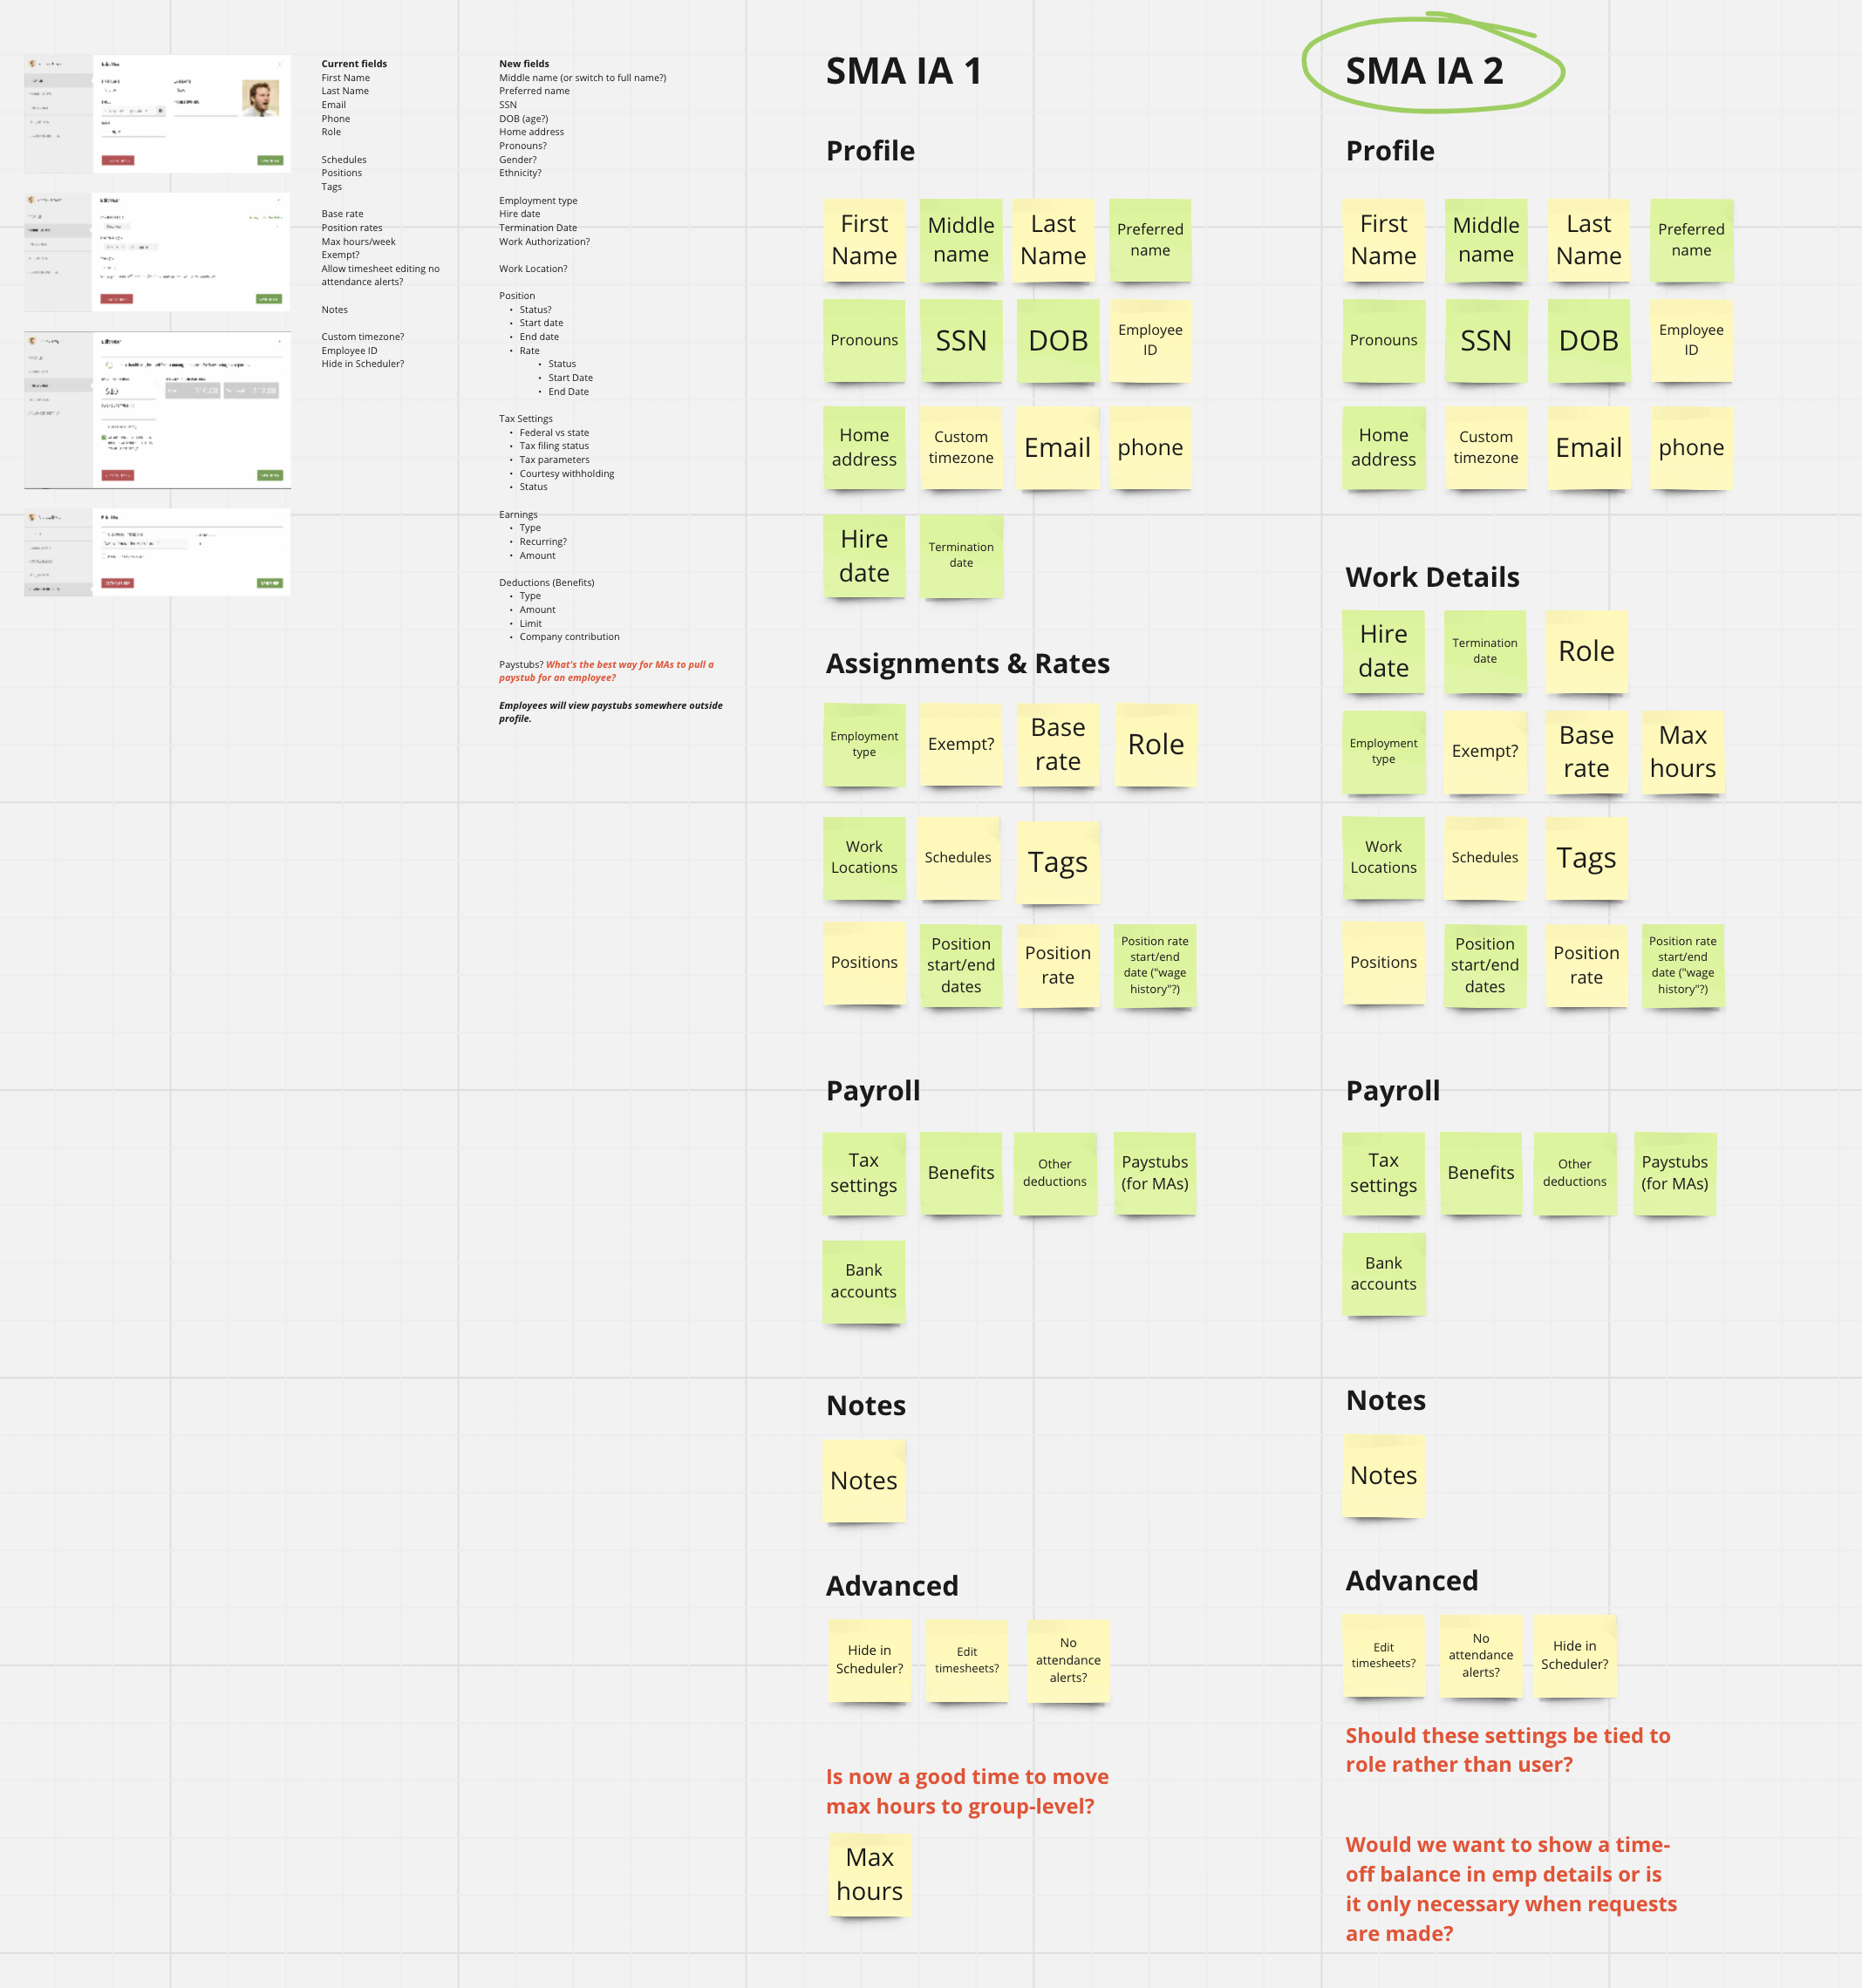 Current fields
First Name
Last Name
Email
Phone
Role
Schedules
Positions
Tags
Base rate
Position rates
Max hours/week
Exempt?
Allow timesheet editing no
attendance alerts?
Notes
Custom timezone?
Employee ID
Hide in Scheduler?
New fields
Middle name (or switch to full name?)
Preferred name
SSN
DOB (age?)
Home address
Pronouns?
Gender?
Ethnicity?
Employment type
Hire date
Termination Date
Work Authorization?
Work Location?
Position
• Status?
• Start date
• End date
• Rate
• Status
• Start Date
• End Date
Tax Settings
• Federal vs state
• Tax filing status
• Tax parameters
• Courtesy withholding
• Status
Earnings
• Type
• Recurring?
• Amount
Deductions (Benefits)
• Type
• Amount
• Limit
• Company contribution
Paystubs? What's the best way for MAs to pull a
paystub for an employee?
Employees will view paystubs somewhere outside
profile.
SMA IA 1
Profile
First
Name
Middle
name
Last
Name
Preferred
name
Pronouns
SSN
DOB
Employee
ID
Home
address
Custom
timezone
Email
phone
Hire
date
Termination
date
Assignments & Rates
Employment
type
Exempt?
Base
rate
Role
Work
Locations
Schedules
Tags
Positions
Position
start/end
dates
Position
rate
Position rate
start/end
date ("wage
history"?)
Payroll
Tax
settings
Benefits
Other
deductions
Paystubs
(for MAs)
Bank
accounts
Notes
Notes
Advanced
Hide in
Scheduler?
Edit
timesheets?
No
attendance
alerts?
Is now a good time to move
max hours to group-level?
Max
hours
SMA IA 2
Profile
First
Name
Middle
name
Last
Name
Preferred
name
Pronouns
SSN
DOB
Employee
ID
Home
address
Custom
timezone
Email
phone
Work Details
Hire
date
Termination
date
Role
Employment
type
Exempt?
Base
rate
Max
hours
Work
Locations
Schedules
Tags
Positions
Position
start/end
dates
Position
rate
Position rate
start/end
date ("wage
history"?)
Payroll
Tax
settings
Benefits
Other
deductions
Paystubs
(for MAs)
Bank
accounts
Notes
Notes
Advanced
Edit
timesheets?
No
attendance
alerts?
Hide in
Scheduler?
Should these settings be tied to
role rather than user?
Would we want to show a time-
off balance in emp details or is
it only necessary when requests
are made?